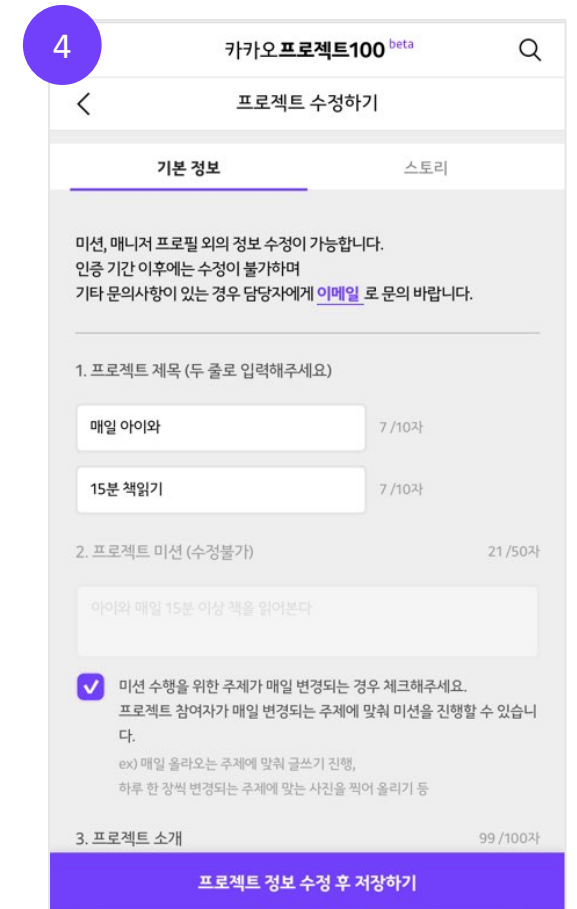 4
카카오프로젝트100 beta
프로젝트 수정하기
기본 정보
스토리
미션, 매니저 프로필 외의 정보 수정이 가능합니다.
인증 기간 이후에는 수정이 불가하며
기타 문의사항이 있는 경우 담당자에게 이메일 로 문의 바랍니다.
1. 프로젝트 제목 (두 줄로 입력해주세요)
매일 아이와 7 /10자
15분 책읽기 7 /10자
2. 프로젝트 미션 (수정불가) 21 /50자
아이와 매일 15분 이상 책을 읽어본다
미션 수행을 위한 주제가 매일 변경되는 경우 체크해주세요.
프로젝트 참여자가 매일 변경되는 주제에 맞춰 미션을 진행할 수 있습니
다.
ex) 매일 올라오는 주제에 맞춰 글쓰기 진행,
하루 한 장씩 변경되는 주제에 맞는 사진을 찍어 올리기 등
3. 프로젝트 소개 99 /100자
프로젝트 정보 수정 후 저장하기